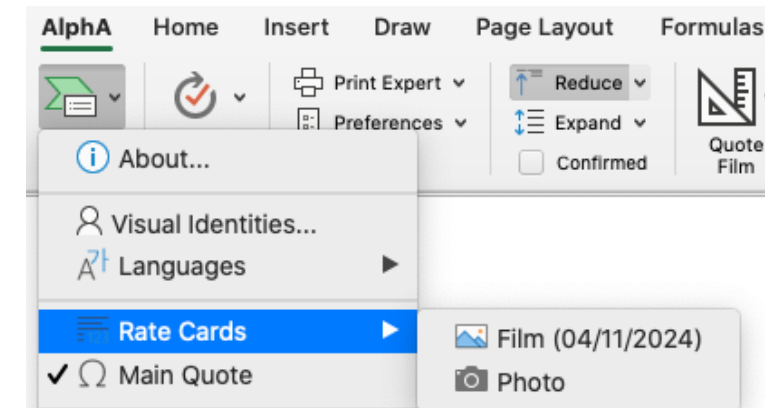 AlphA Home Insert Draw Page Layout Formulas
Print Expert Reduce
Preferences Expand
Confirmed
Quote
Film
About...
Visual Identities...
Languages
Rate Cards
Film (04/11/2024)
Main Quote
Photo